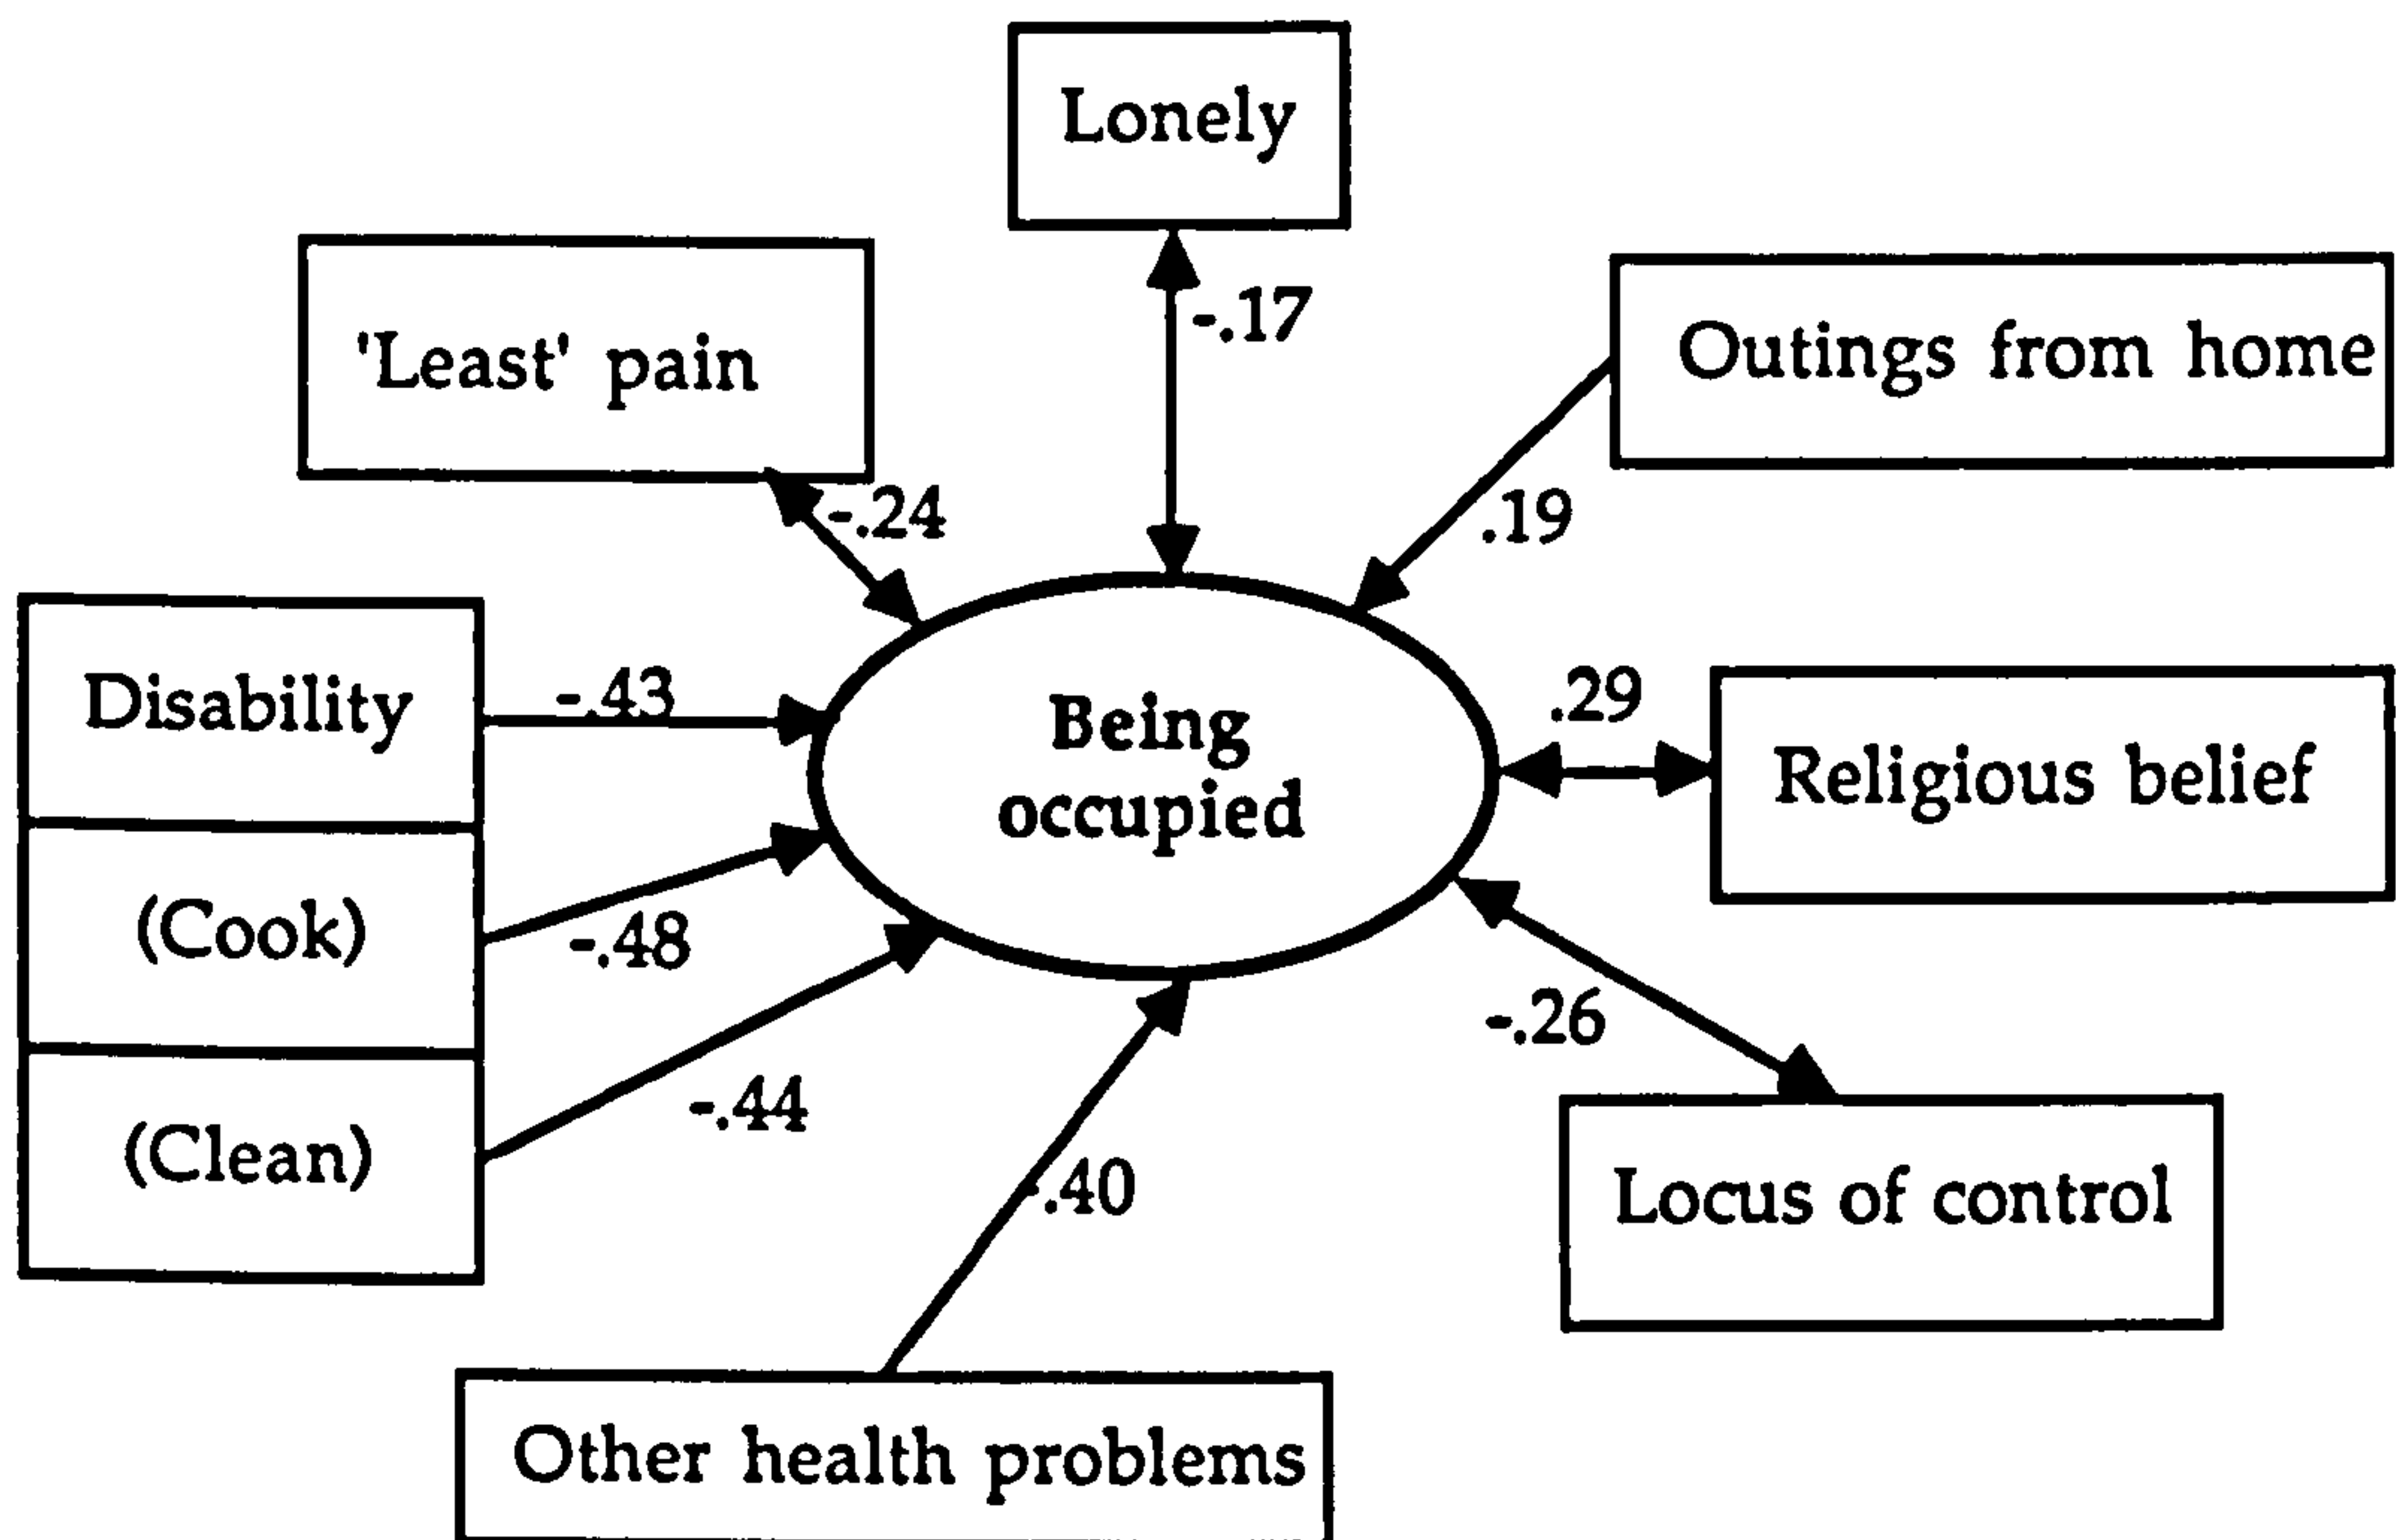 Lonely
-.17
'Least' pain
-.24
Outings from home
.19
Disability
-.43
Being
occupied
.29
Religious belief
(Cook)
-.48
-.26
(Clean)
-.44
-.40
Locus of control
Other health problems